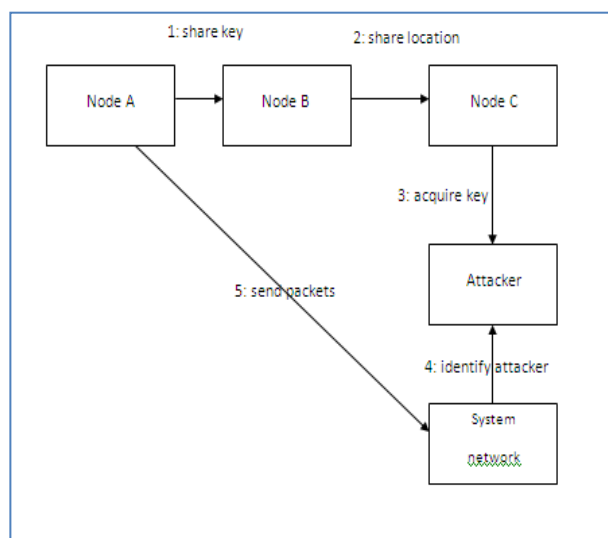 1: share key
2: share location
Node A
Node B
Node C
3: acquire key
Attacker
5: send packets
4: identify attacker
System
network